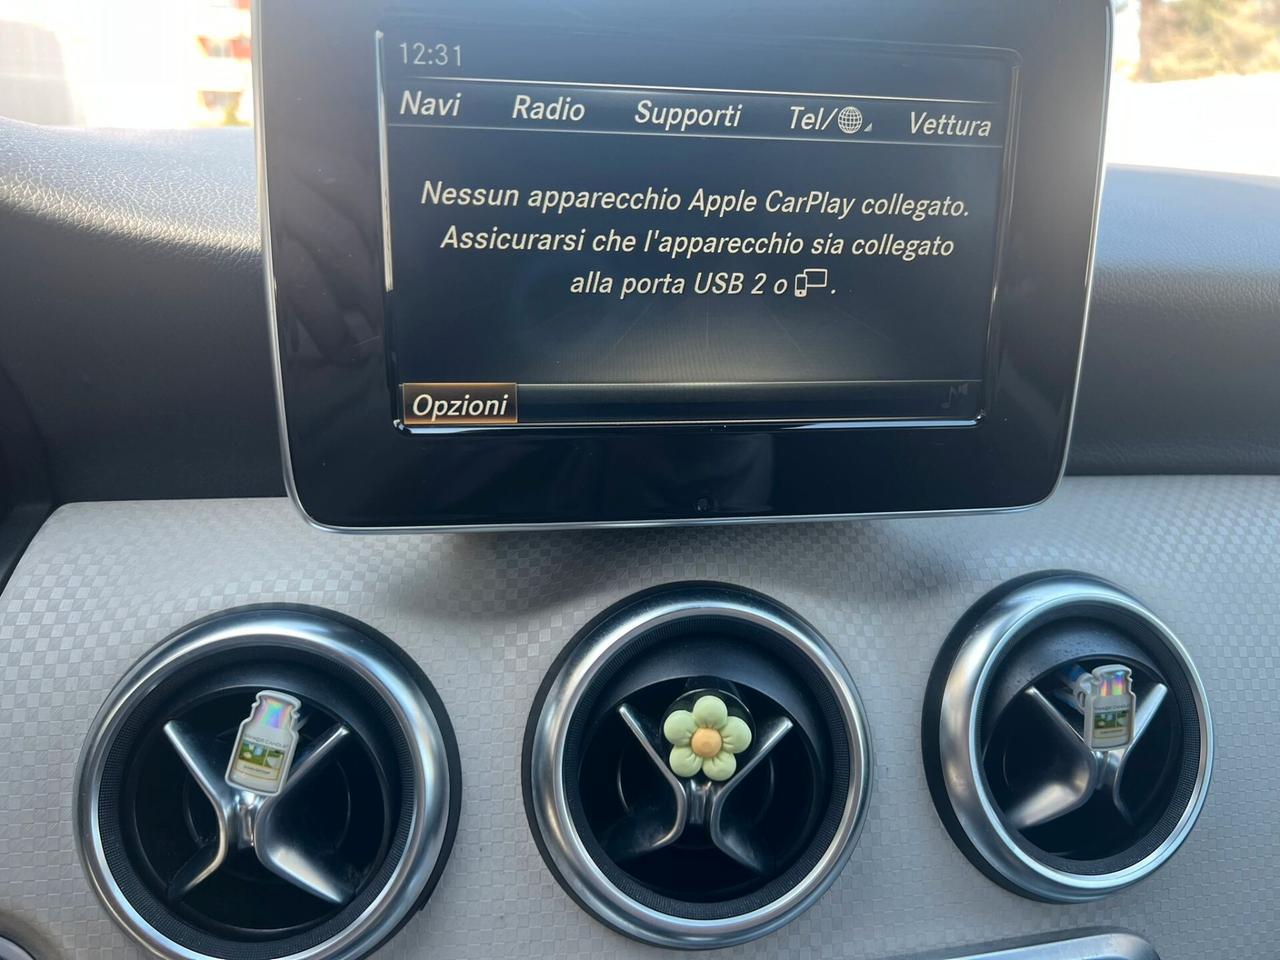 12:31
Navi Radio Supporti Tel/ Vettura
Nessun apparecchio Apple CarPlay collegato.
Assicurarsi che l'apparecchio sia collegato
alla porta USB 2 o .
Opzioni